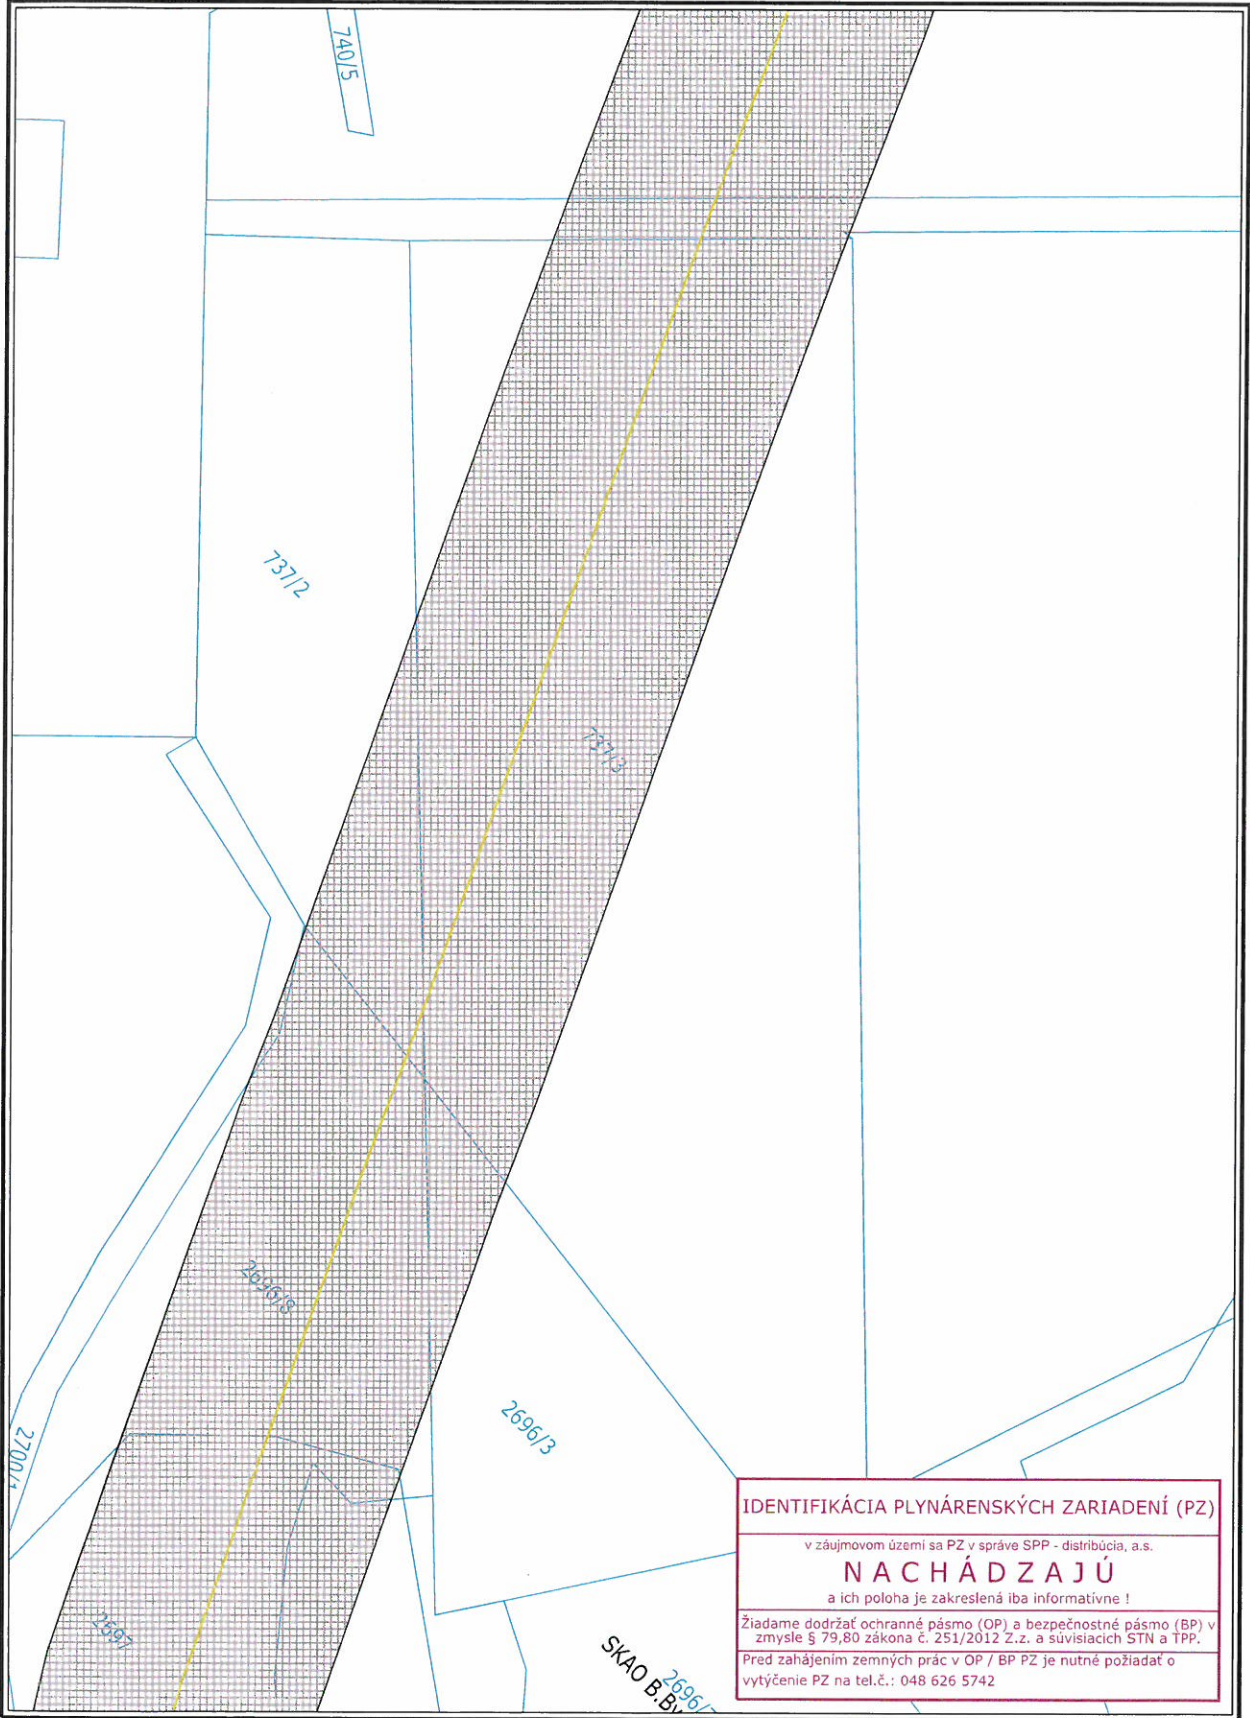 740/5
737/2
737/3
2696/8
2696/3
2700/1
2697
SKAO B.By
2696/7
IDENTIFIKÁCIA PLYNÁRENSKÝCH ZARIADENÍ (PZ)
v záujmovom území sa PZ v správe SPP - distribúcia, a.s.
NACHÁDZAJÚ
a ich poloha je zakreslená iba informatívne !
Žiadame dodržať ochranné pásmo (OP) a bezpečnostné pásmo (BP) v
zmysle § 79,80 zákona č. 251/2012 Z.z. a súvisiacich STN a TPP.
Pred zahájením zemných prác v OP / BP PZ je nutné požiadať o
vytýčenie PZ na tel.č.: 048 626 5742